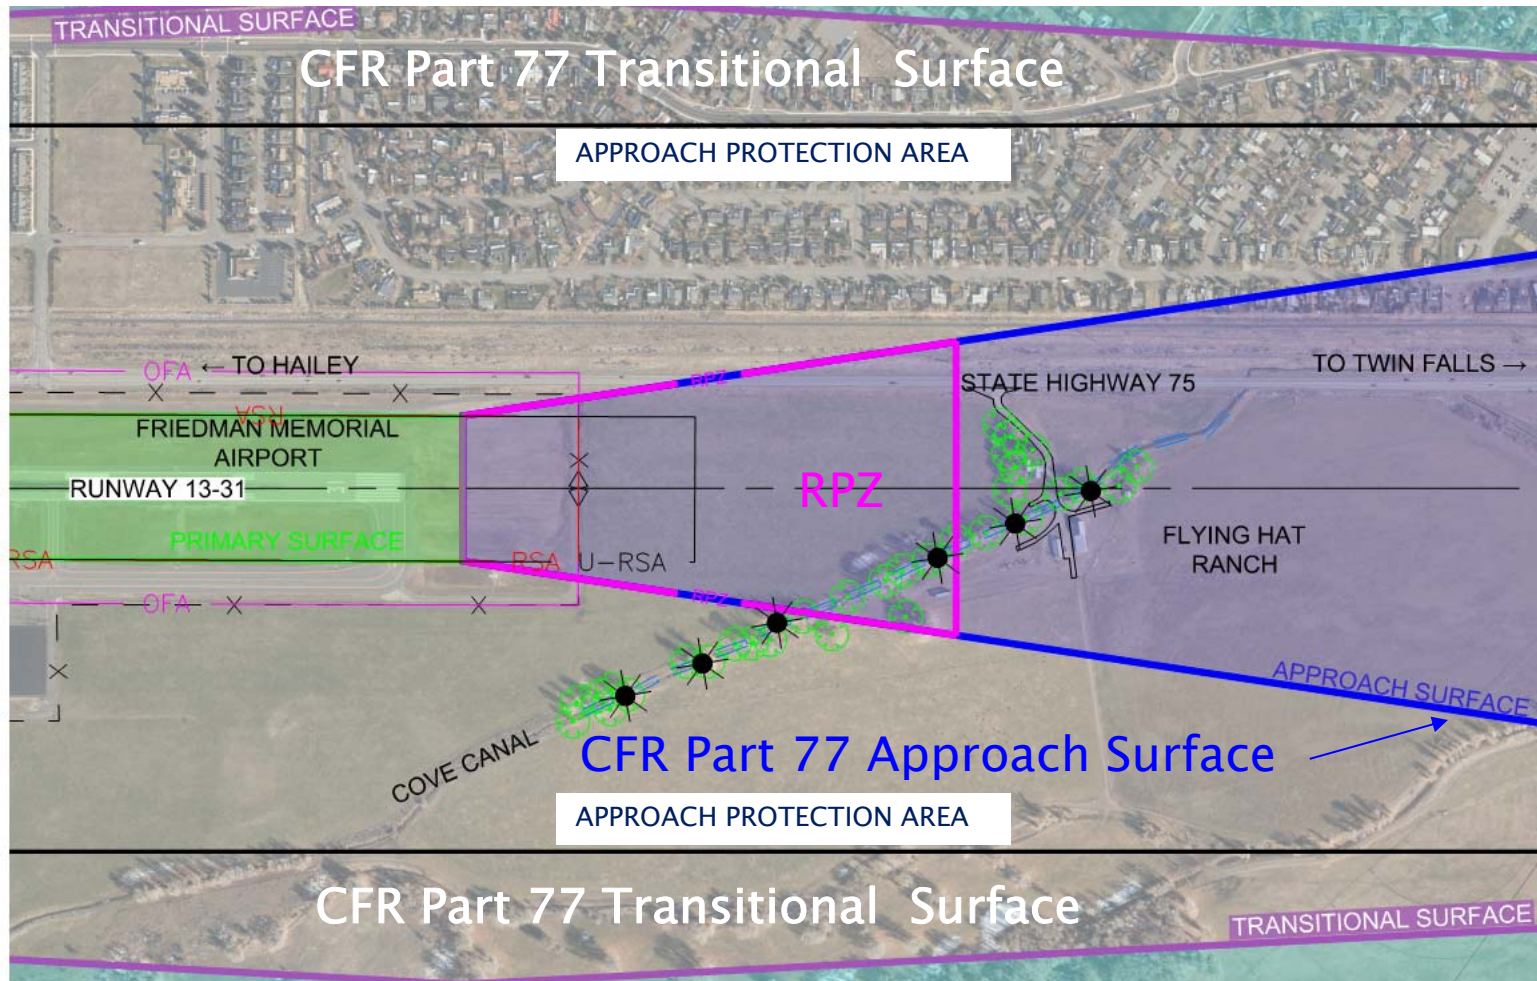 TRANSITIONAL SURFACE
CFR Part 77 Transitional Surface
APPROACH PROTECTION AREA
OFA
← TO HAILEY
TO TWIN FALLS →
RPZ
STATE HIGHWAY 75
RSA
FRIEDMAN MEMORIAL
AIRPORT
RUNWAY 13-31
RPZ
PRIMARY SURFACE
FLYING HAT
RANCH
RSA
RSA
U-RSA
OFA
RPZ
APPROACH SURFACE
COVE CANAL
CFR Part 77 Approach Surface
APPROACH PROTECTION AREA
CFR Part 77 Transitional Surface
TRANSITIONAL SURFACE